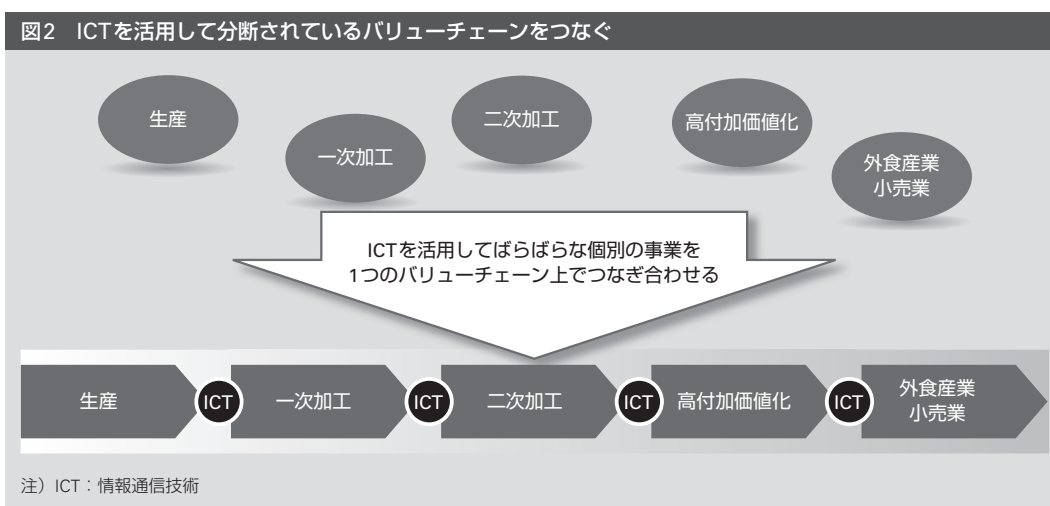 図2 ICTを活用して分断されているバリューチェーンをつなぐ
生産
一次加工
二次加工
高付加価値化
外食産業
小売業
ICTを活用してばらばらな個別の事業を
1つのバリューチェーン上でつなぎ合わせる
生産
ICT
一次加工
ICT
二次加工
ICT
高付加価値化
ICT
外食産業
小売業
注）ICT：情報通信技術